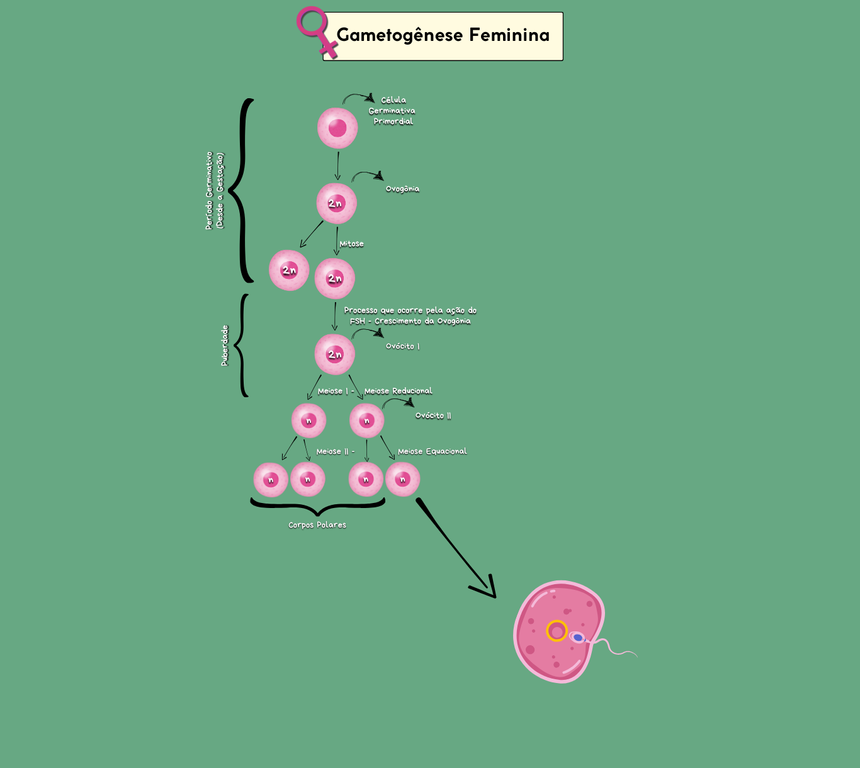 Gametogênese Feminina
Célula
Germinativa
Primordial
Período Germinativo
(Desde a Gestação)
2n
Ovogônia
Mitose
2n
2n
Processo que ocorre pela ação do
FSH - Crescimento da Ovogônia
Puberdade
2n
Ovócito I
Meiose I - Meiose Reducional
n
n
Ovócito II
Meiose II - Meiose Equacional
n
n
n
n
Corpos Polares